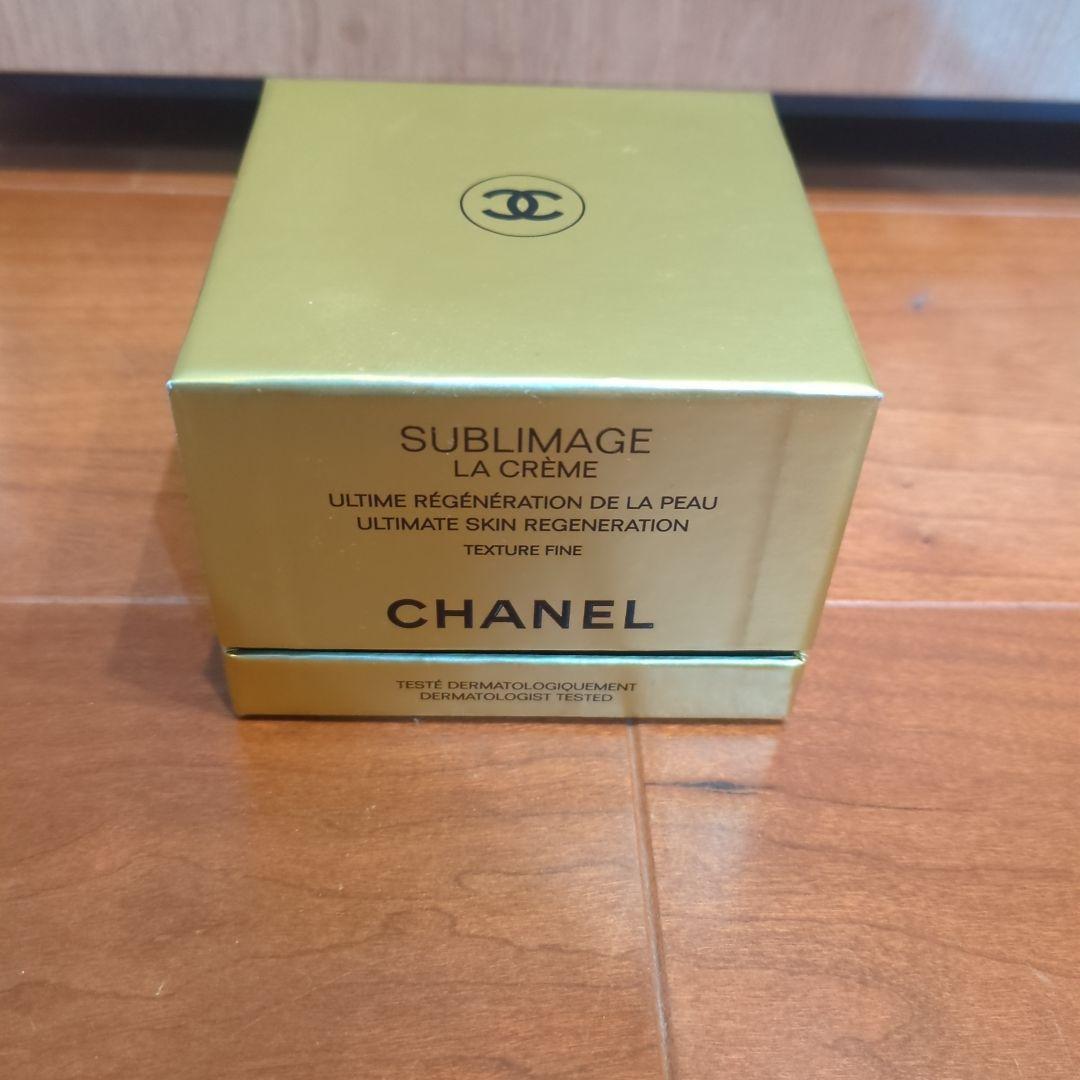 SUBLIMAGE
LA CRÈME
ULTIME RÉGÉNÉRATION DE LA PEAU
ULTIMATE SKIN REGENERATION
TEXTURE FINE
CHANEL
TESTÉ DERMATOLOGIQUEMENT
DERMATOLOGIST TESTED